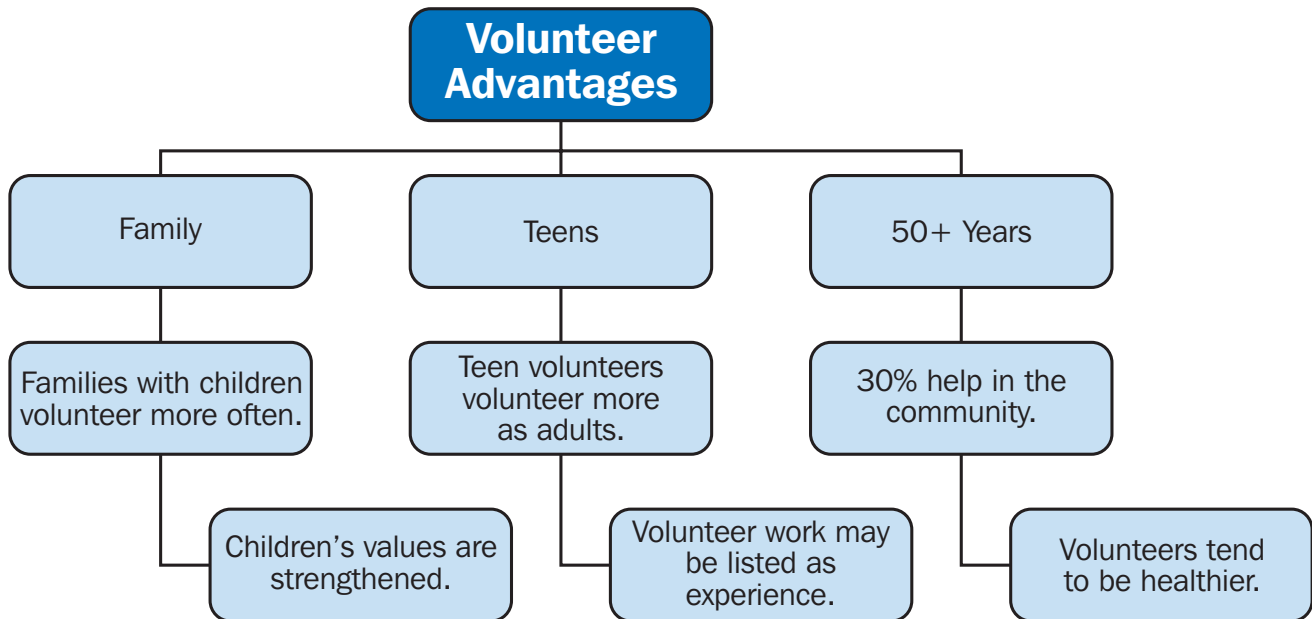 Volunteer
Advantages
Family
Teens
50+ Years
Families with children
volunteer more often.
Teen volunteers
volunteer more
as adults.
30% help in the
community.
Children’s values are
strengthened.
Volunteer work may
be listed as
experience.
Volunteers tend
to be healthier.